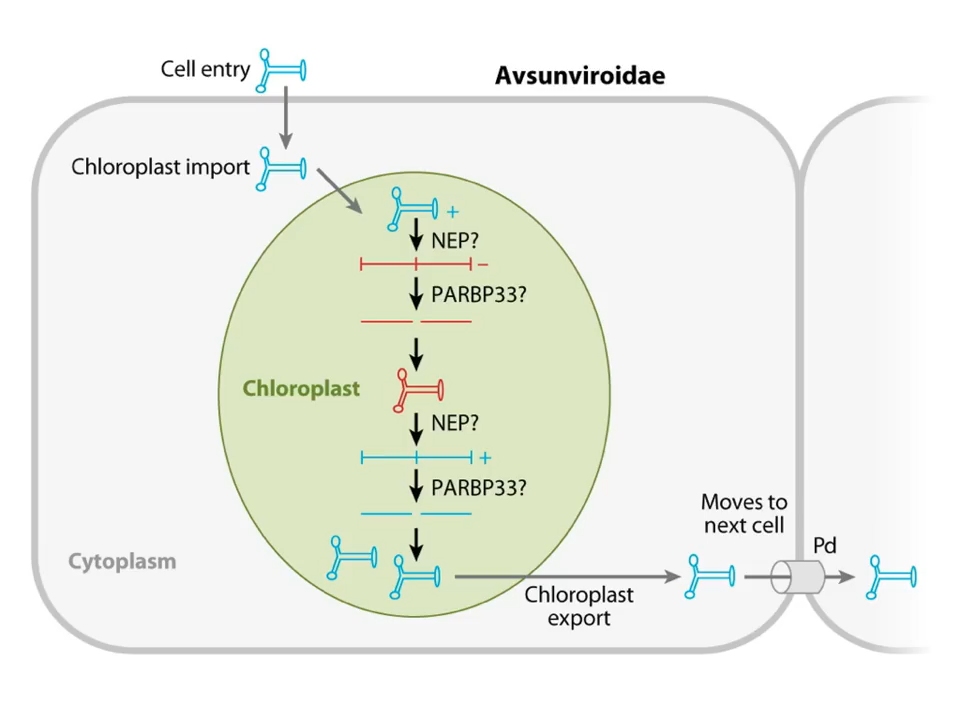 Cell entry
Avsunviroidae
Chloroplast import
+
NEP?
−
PARBP33?
Chloroplast
NEP?
+
PARBP33?
Moves to
next cell
Pd
Cytoplasm
Chloroplast
export